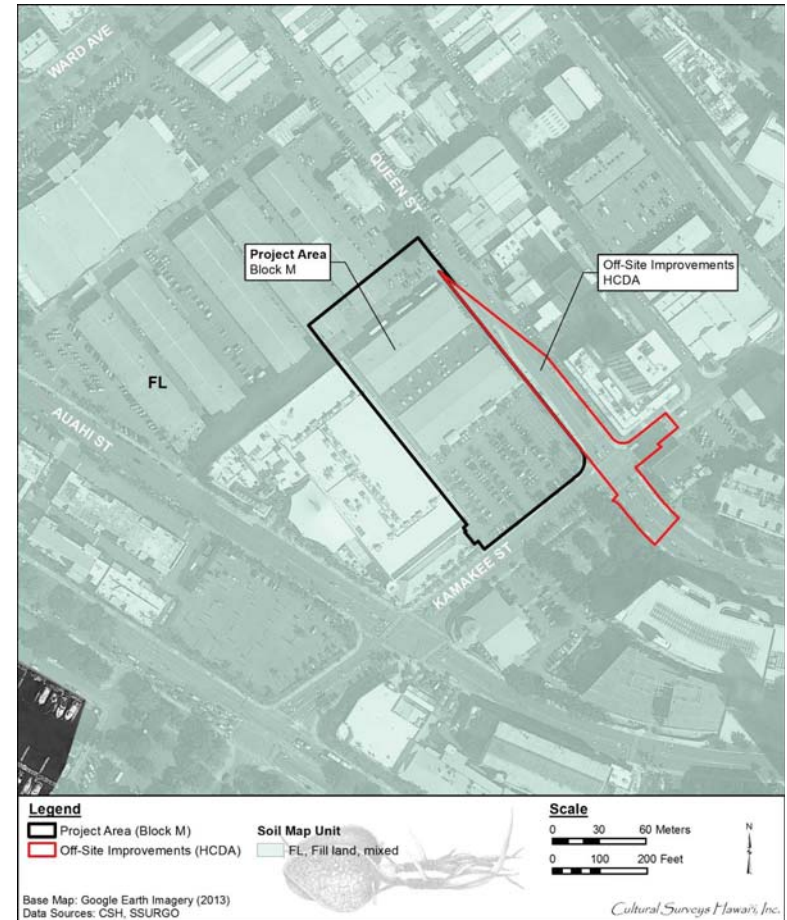 WARD AVE
QUEEN ST
Project Area
Block M
Off-Site Improvements
HCDA
FL
AUAHI ST
KAMAKEE ST
Legend
Project Area (Block M)
Off-Site Improvements (HCDA)
Soil Map Unit
FL, Fill land, mixed
Scale
0 30 60 Meters
0 100 200 Feet
N
Base Map: Google Earth Imagery (2013)
Data Sources: CSH, SSURGO
Cultural Surveys Hawai'i, Inc.